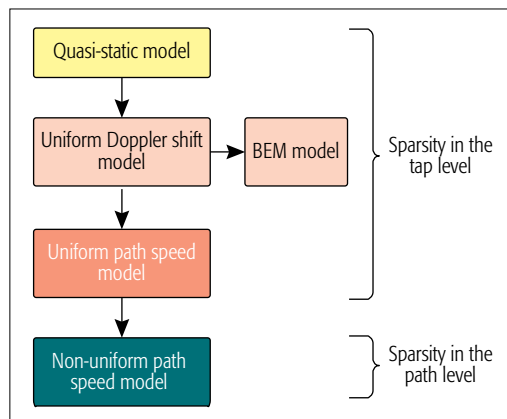 Quasi-static model
Uniform Doppler shift
model
BEM model
Sparsity in the
tap level
Uniform path speed
model
Non-uniform path
speed model
Sparsity in the
path level